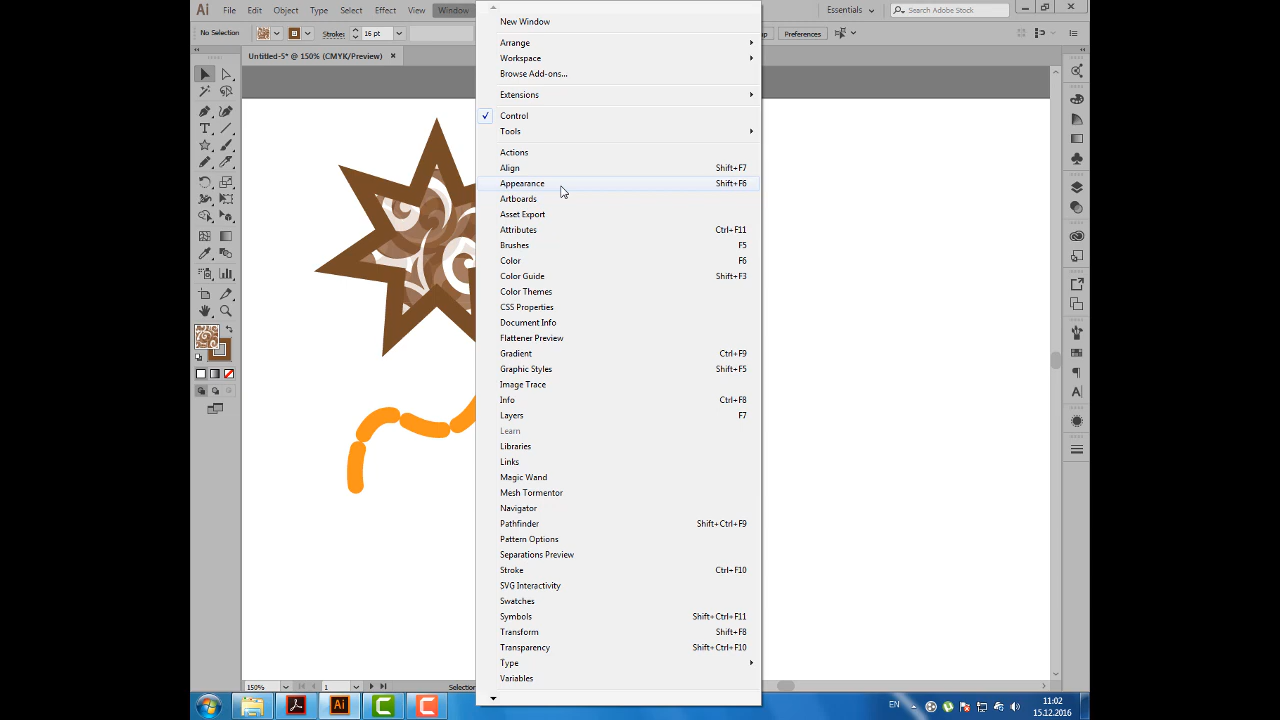 Ai File Edit Object Type Select Effect View Window Essentials Search Adobe Stock
No Selection Strokes 16 pt Preferences
Untitled-5* @ 150% (CMYK/Preview)
New Window
Arrange
Workspace
Browse Add-ons...
Extensions
Control
Tools
Actions
Align Shift+F7
Appearance Shift+F6
Artboards
Asset Export
Attributes Ctrl+F11
Brushes F5
Color F6
Color Guide Shift+F3
Color Themes
CSS Properties
Document Info
Flattener Preview
Gradient Ctrl+F9
Graphic Styles Shift+F5
Image Trace
Info Ctrl+F8
Layers F7
Learn
Libraries
Links
Magic Wand
Mesh Tormentor
Navigator
Pathfinder Shift+Ctrl+F9
Pattern Options
Separations Preview
Stroke Ctrl+F10
SVG Interactivity
Swatches
Symbols Shift+Ctrl+F11
Transform Shift+F8
Transparency Shift+Ctrl+F10
Type
Variables
150% 1
Ai EN 11:02
15.12.2016